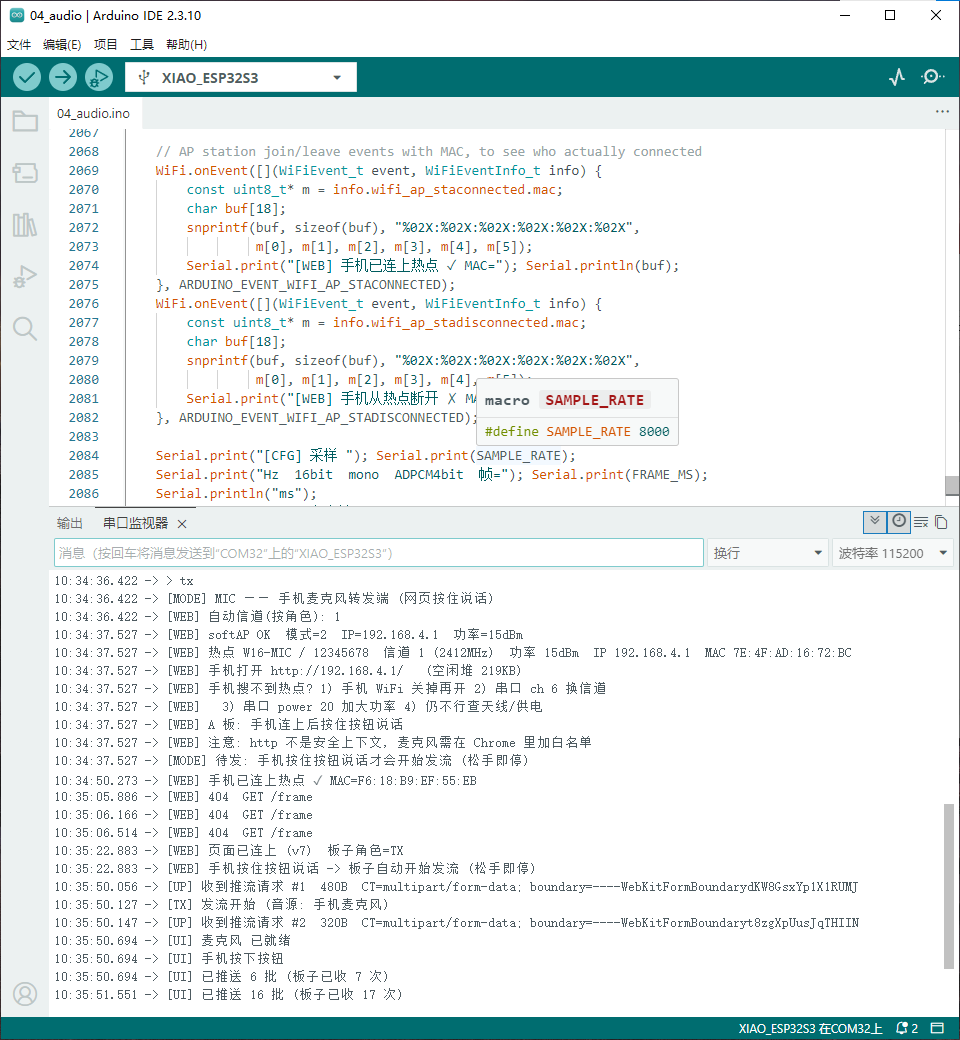 04_audio | Arduino IDE 2.3.10
文件 编辑(E) 项目 工具 帮助(H)
XIAO_ESP32S3
04_audio.ino
2067
2068 // AP station join/leave events with MAC, to see who actually connected
2069 WiFi.onEvent([](WiFiEvent_t event, WiFiEventInfo_t info) {
2070 const uint8_t* m = info.wifi_ap_staconnected.mac;
2071 char buf[18];
2072 snprintf(buf, sizeof(buf), "%02X:%02X:%02X:%02X:%02X:%02X",
2073 m[0], m[1], m[2], m[3], m[4], m[5]);
2074 Serial.print("[WEB] 手机已连上热点 ✓ MAC="); Serial.println(buf);
2075 }, ARDUINO_EVENT_WIFI_AP_STACONNECTED);
2076 WiFi.onEvent([](WiFiEvent_t event, WiFiEventInfo_t info) {
2077 const uint8_t* m = info.wifi_ap_stadisconnected.mac;
2078 char buf[18];
2079 snprintf(buf, sizeof(buf), "%02X:%02X:%02X:%02X:%02X:%02X",
2080 m[0], m[1], m[2], m[3], m[4],
2081 Serial.print("[WEB] 手机从热点断开 ✗
2082 }, ARDUINO_EVENT_WIFI_AP_STADISCONNECTED);
macro SAMPLE_RATE
#define SAMPLE_RATE 8000
2083
2084 Serial.print("[CFG] 采样 "); Serial.print(SAMPLE_RATE);
2085 Serial.print("Hz 16bit mono ADPCM4bit 帧="); Serial.print(FRAME_MS);
2086 Serial.println("ms");
输出 串口监视器
消息（按回车将消息发送到“COM32”上的“XIAO_ESP32S3”） 换行 波特率 115200
10:34:36.422 -> > tx
10:34:36.422 -> [MODE] MIC —— 手机麦克风转发端 (网页按住说话)
10:34:36.422 -> [WEB] 自动信道(按角色): 1
10:34:37.527 -> [WEB] softAP OK 模式=2 IP=192.168.4.1 功率=15dBm
10:34:37.527 -> [WEB] 热点 W16-MIC / 12345678 信道 1 (2412MHz) 功率 15dBm IP 192.168.4.1 MAC 7E:4F:AD:16:72:BC
10:34:37.527 -> [WEB] 手机打开 http://192.168.4.1/ (空闲堆 219KB)
10:34:37.527 -> [WEB] 手机搜不到热点? 1) 手机 WiFi 关掉再开 2) 串口 ch 6 换信道
10:34:37.527 -> [WEB] 3) 串口 power 20 加大功率 4) 仍不行查天线/供电
10:34:37.527 -> [WEB] A 板: 手机连上后按住按钮说话
10:34:37.527 -> [WEB] 注意: http 不是安全上下文, 麦克风需在 Chrome 里加白名单
10:34:37.527 -> [MODE] 待发: 手机按住按钮说话才会开始发流 (松手即停)
10:34:50.273 -> [WEB] 手机已连上热点 ✓ MAC=F6:18:B9:EF:55:EB
10:35:05.886 -> [WEB] 404 GET /frame
10:35:06.166 -> [WEB] 404 GET /frame
10:35:06.514 -> [WEB] 404 GET /frame
10:35:22.883 -> [WEB] 页面已连上 (v7) 板子角色=TX
10:35:22.883 -> [WEB] 手机按住按钮说话 -> 板子自动开始发流 (松手即停)
10:35:50.056 -> [UP] 收到推流请求 #1 480B CT=multipart/form-data; boundary=----WebKitFormBoundarydKW8GsxYp1X1RUMJ
10:35:50.127 -> [TX] 发流开始 (音源: 手机麦克风)
10:35:50.147 -> [UP] 收到推流请求 #2 320B CT=multipart/form-data; boundary=----WebKitFormBoundaryt8zgXpUusJqTHIIN
10:35:50.694 -> [UI] 麦克风 已就绪
10:35:50.694 -> [UI] 手机按下按钮
10:35:50.694 -> [UI] 已推送 6 批 (板子已收 7 次)
10:35:51.551 -> [UI] 已推送 16 批 (板子已收 17 次)
XIAO_ESP32S3 在COM32上 2